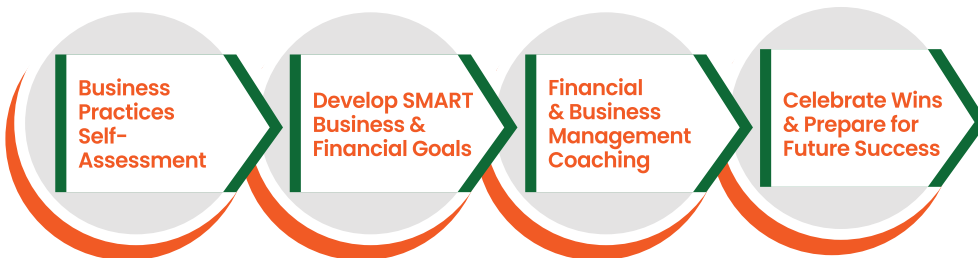 Business
Practices
Self-
Assessment
Develop SMART
Business &
Financial Goals
Financial
& Business
Management
Coaching
Celebrate Wins
& Prepare for
Future Success